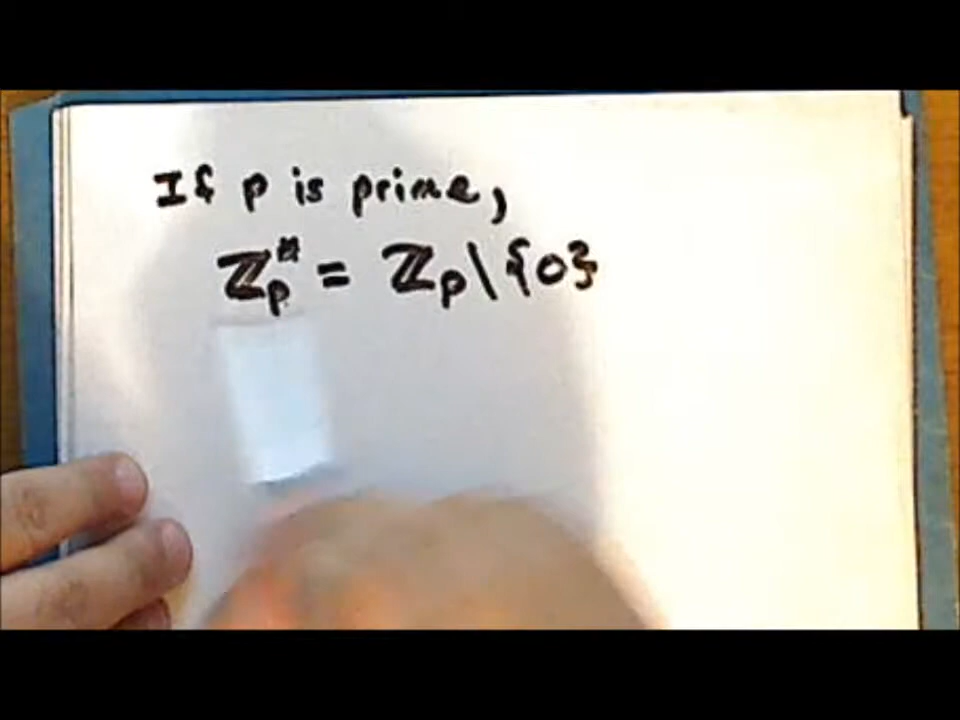 If p is prime,
ℤₚ* = ℤₚ\{0}